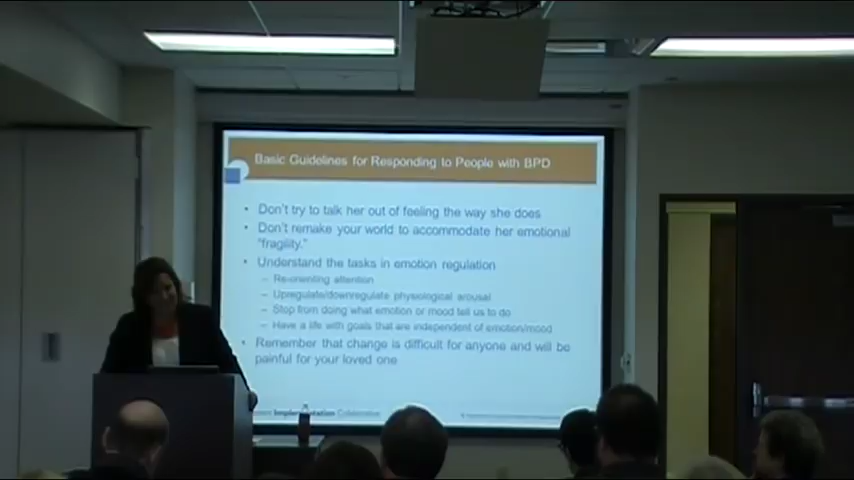 Basic Guidelines for Responding to People with BPD
• Don't try to talk her out of feeling the way she does
• Don't remake your world to accommodate her emotional
"fragility."
• Understand the tasks in emotion regulation
– Re-orienting attention
– Upregulate/downregulate physiological arousal
– Stop from doing what emotion or mood tell us to do
– Have a life with goals that are independent of emotion/mood
• Remember that change is difficult for anyone and will be
painful for your loved one
Implementation Collaborative